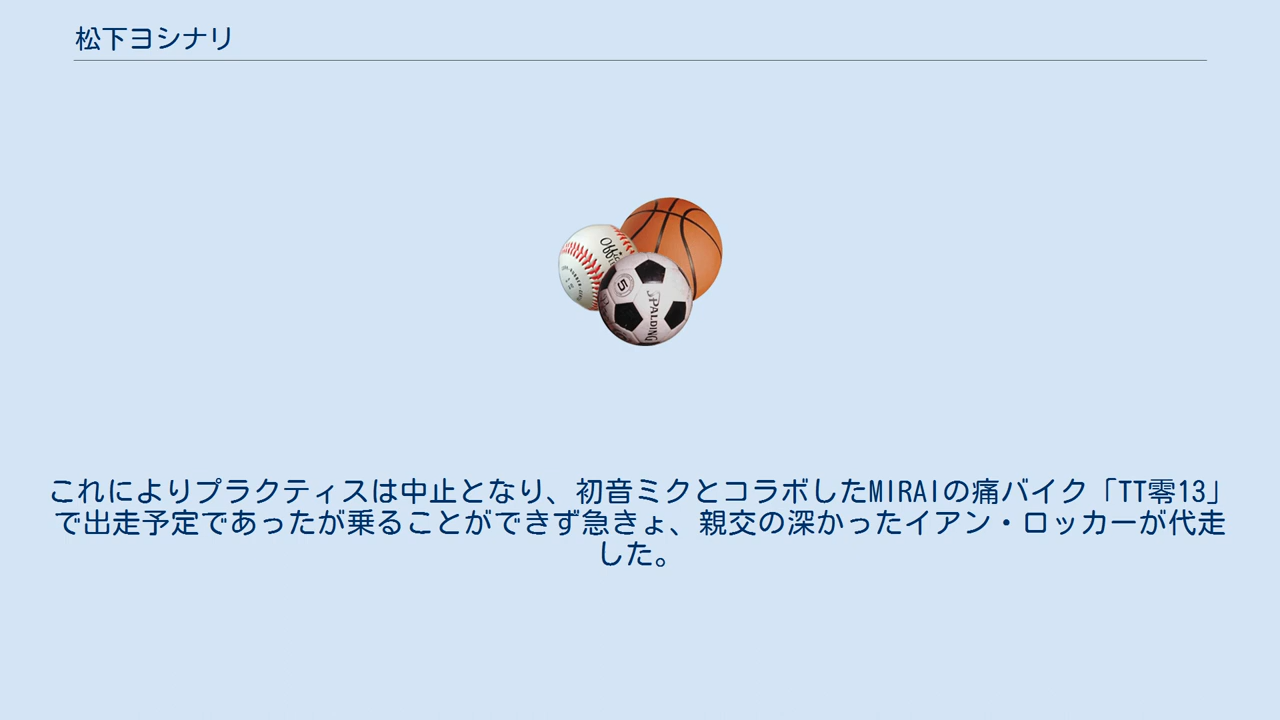 松下ヨシナリ
Offici
5
SPALDING
これによりプラクティスは中止となり、初音ミクとコラボしたMIRAIの痛バイク「TT零13」
で出走予定であったが乗ることができず急きょ、親交の深かったイアン・ロッカーが代走
した。